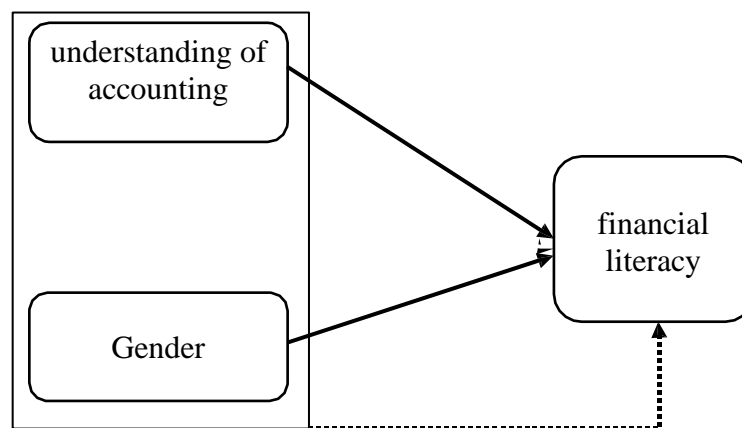 understanding of
accounting
financial
literacy
Gender